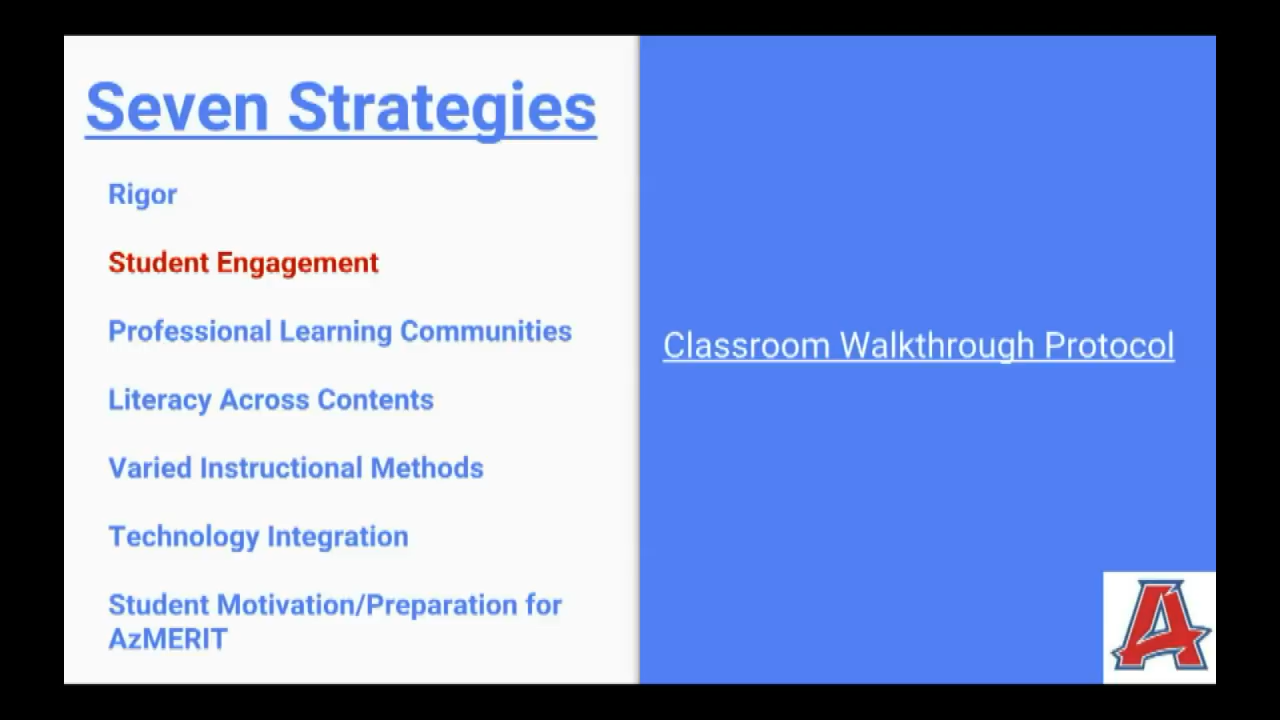 Seven Strategies
Rigor
Student Engagement
Professional Learning Communities
Literacy Across Contents
Varied Instructional Methods
Technology Integration
Student Motivation/Preparation for
AzMERIT
Classroom Walkthrough Protocol
A